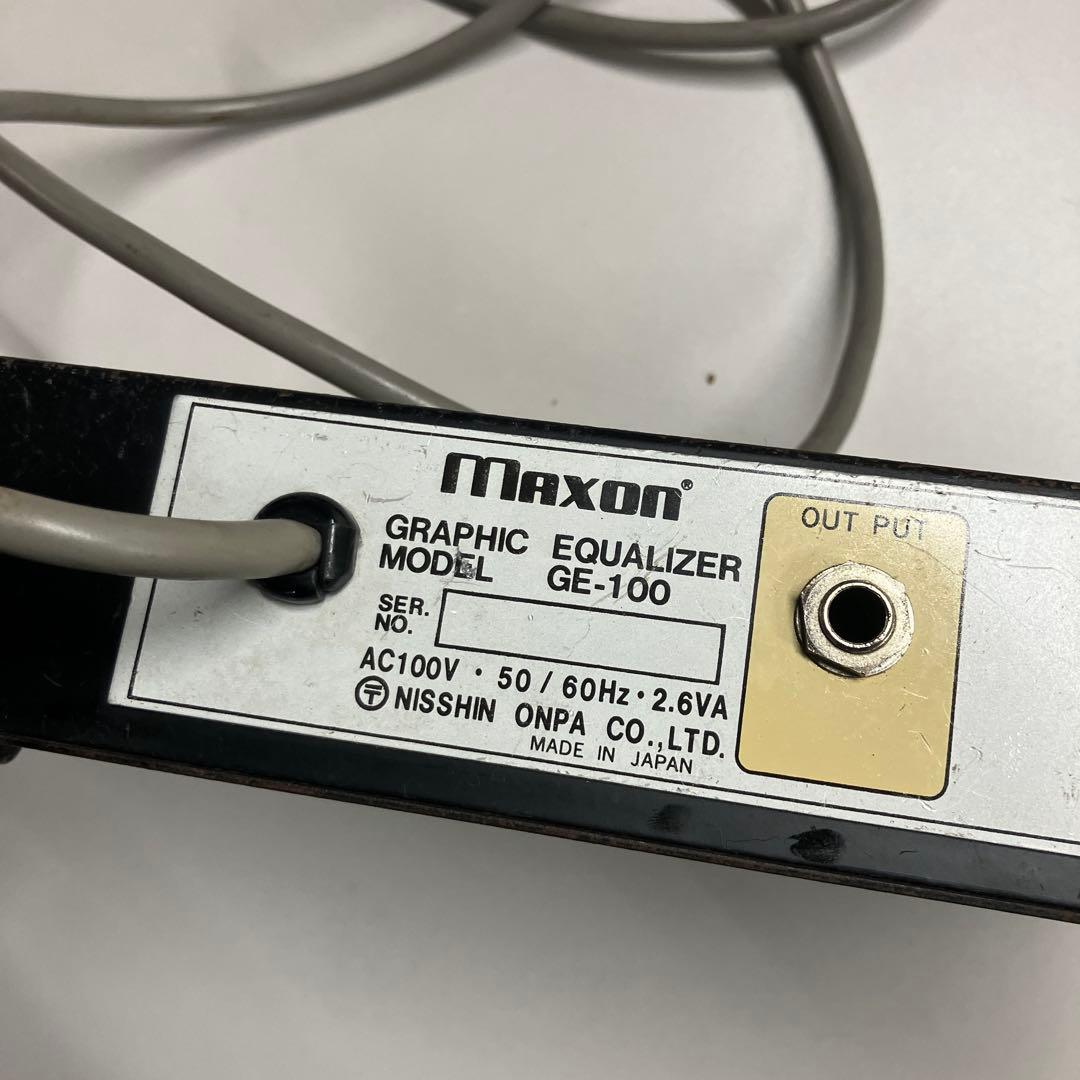 maxon®
GRAPHIC EQUALIZER
MODEL GE-100
SER.
NO.
AC100V · 50 / 60Hz · 2.6VA
〶 NISSHIN ONPA CO.,LTD.
MADE IN JAPAN
OUT PUT